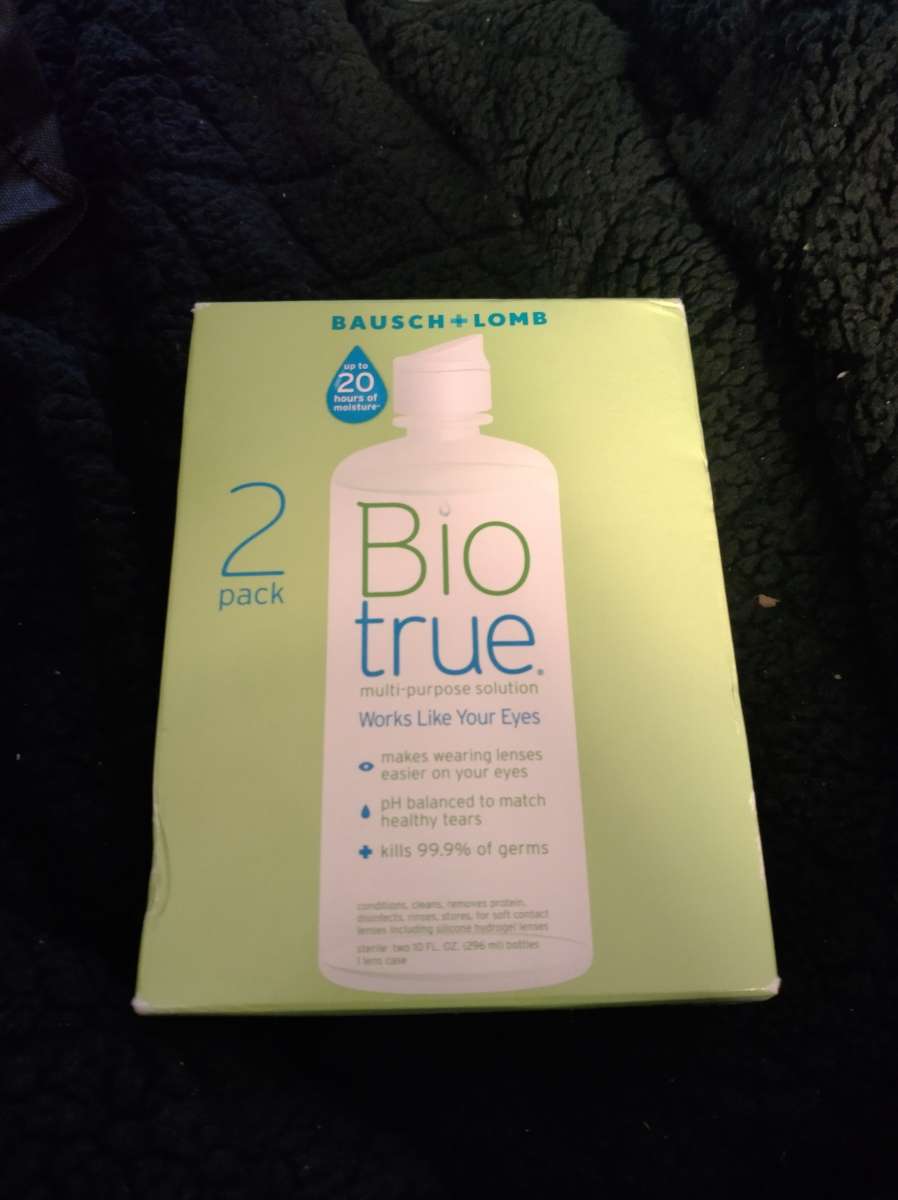 BAUSCH+LOMB
up to
20
hours of
moisture*
2
pack
Bio
true®
multi-purpose solution
Works Like Your Eyes
makes wearing lenses
easier on your eyes
pH balanced to match
healthy tears
kills 99.9% of germs
conditions, cleans, removes protein,
disinfects, rinses, stores, for soft contact
lenses including silicone hydrogel lenses
sterile two 10 FL. OZ. (296 ml) bottles
1 lens case